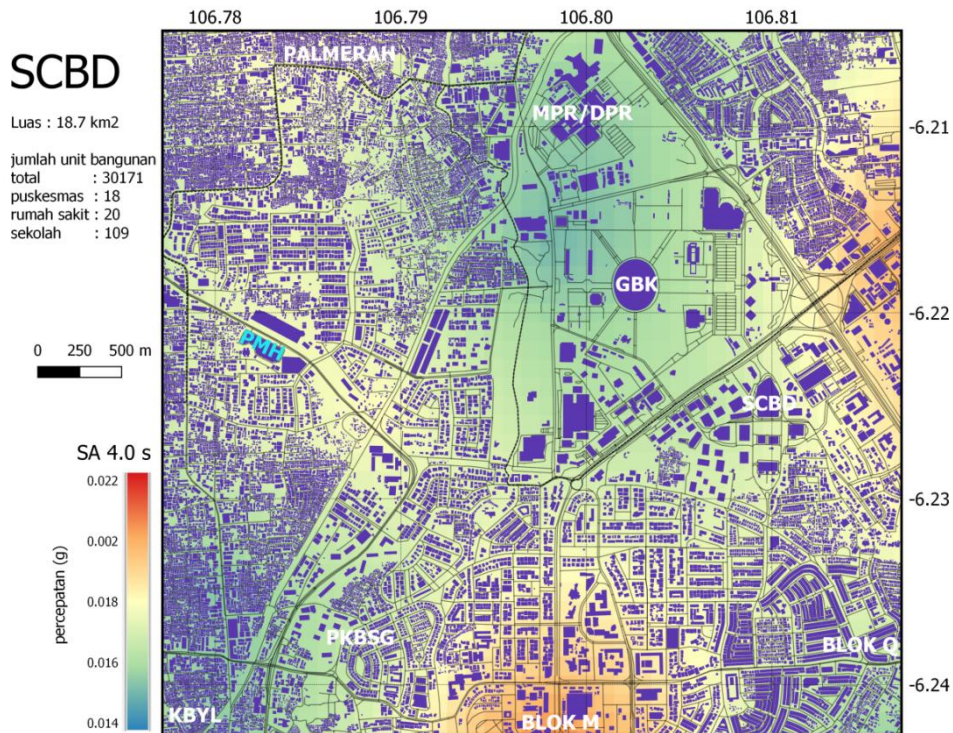 106.78 106.79 106.80 106.81
SCBD
Luas : 18.7 km2
jumlah unit bangunan
total : 30171
puskesmas : 18
rumah sakit : 20
sekolah : 109
PALMERAH
MPR/DPR
-6.21
GBK
-6.22
PMH
0 250 500 m
SCBD
SA 4.0 s
0.022
0.002
0.018
0.016
0.014
percepatan (g)
-6.23
PKBSG
BLOK Q
-6.24
KBYL
BLOK M